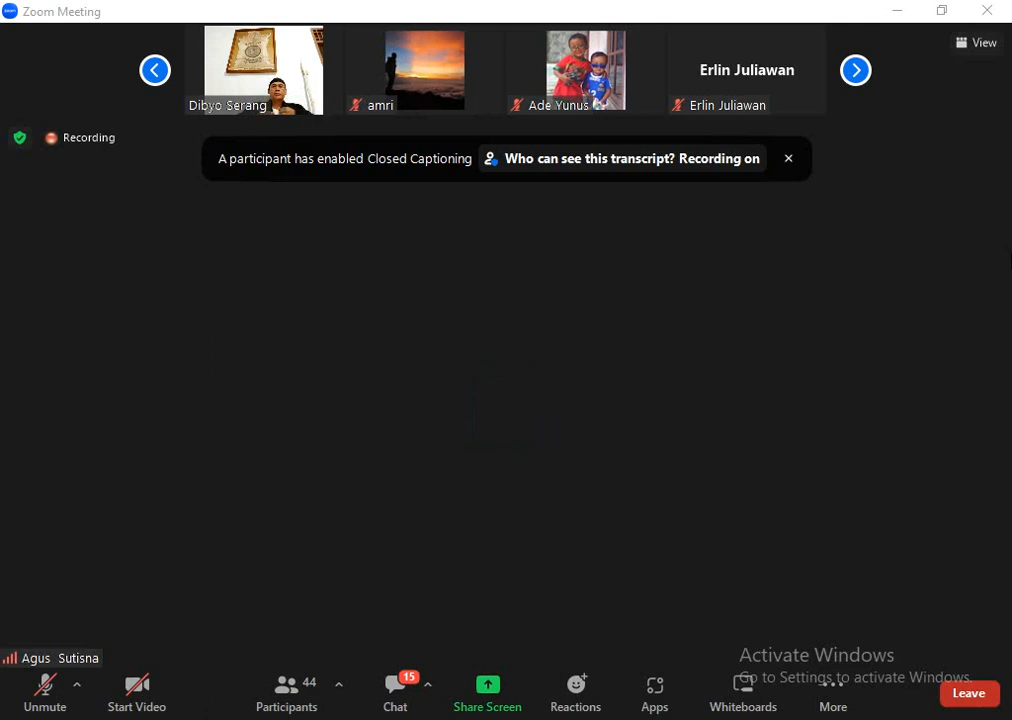 Zoom Meeting
View
Dibyo Serang
amri
Ade Yunus
Erlin Juliawan
Erlin Juliawan
Recording
A participant has enabled Closed Captioning
Who can see this transcript? Recording on
Agus Sutisna
Activate Windows
Go to Settings to activate Windows.
Unmute
Start Video
44
Participants
15
Chat
Share Screen
Reactions
Apps
Whiteboards
More
Leave